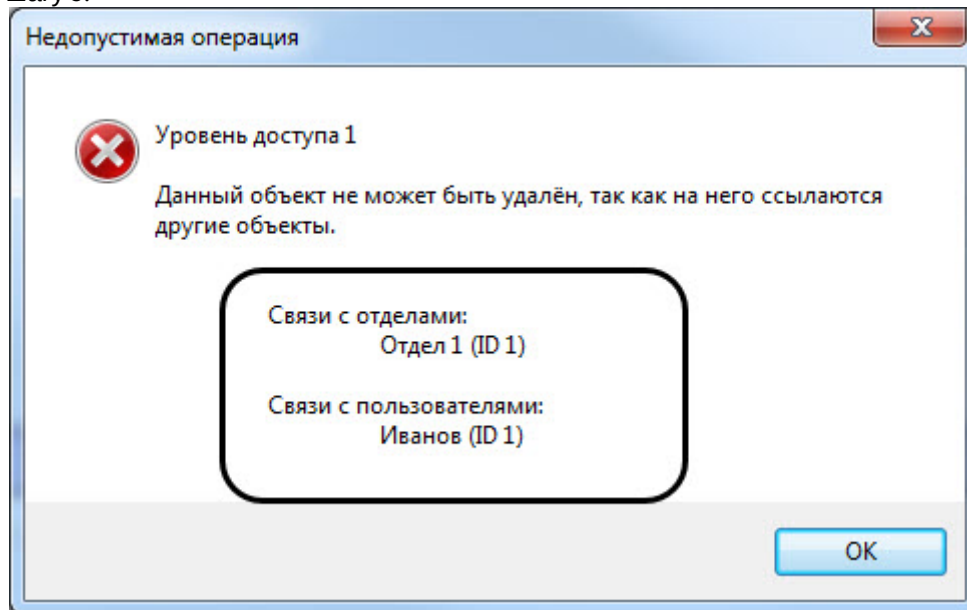 Недопустимая операция
Уровень доступа 1
Данный объект не может быть удалён, так как на него ссылаются
другие объекты.
Связи с отделами:
Отдел 1 (ID 1)
Связи с пользователями:
Иванов (ID 1)
OK